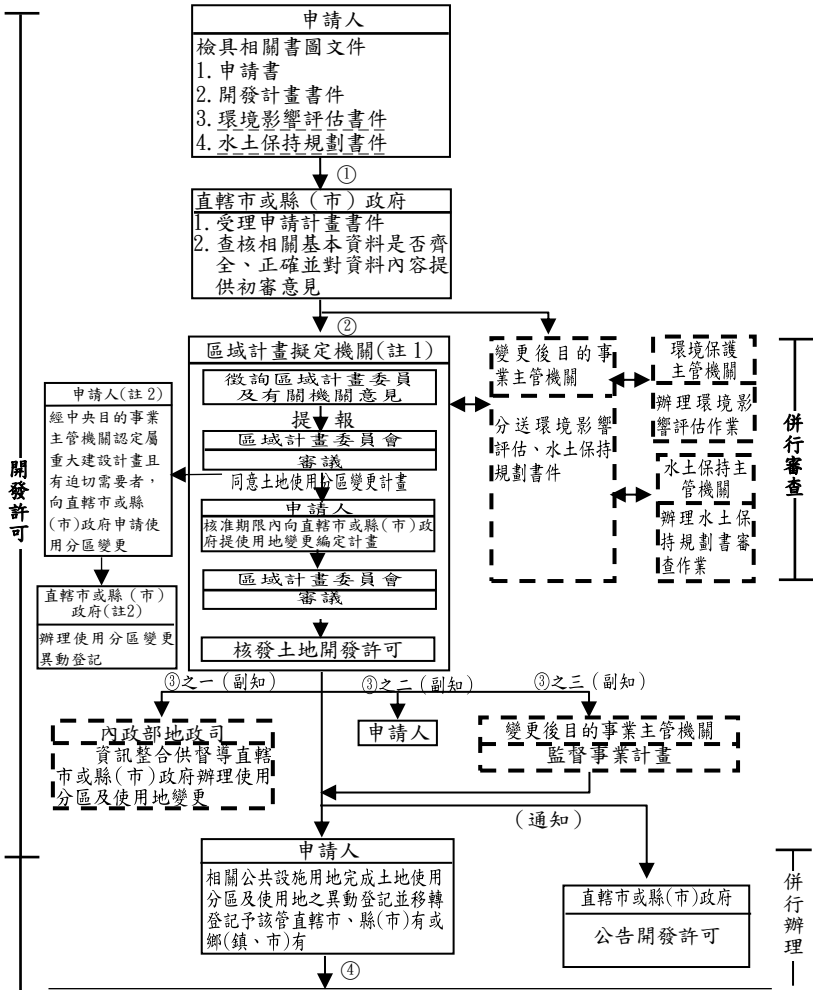 申請人
檢具相關書圖文件
1.申請書
2.開發計畫書件
3.環境影響評估書件
4.水土保持規劃書件
①
直轄市或縣（市）政府
1.受理申請計畫書件
2.查核相關基本資料是否齊
全、正確並對資料內容提
供初審意見
②
區域計畫擬定機關(註1)
徵詢區域計畫委員
及有關機關意見
提報
區域計畫委員會
審議
同意土地使用分區變更計畫
申請人
核准期限內向直轄市或縣(市)政
府提使用地變更編定計畫
區域計畫委員會
審議
核發土地開發許可
申請人(註2)
經中央目的事業
主管機關認定屬
重大建設計畫且
有迫切需要者，
向直轄市或縣
(市)政府申請使
用分區變更
直轄市或縣（市）
政府(註2)
辦理使用分區變更
異動登記
變更後目的事
業主管機關
分送環境影響
評估、水土保持
規劃書件
環境保護
主管機關
辦理環境影
響評估作業
水土保持主
管機關
辦理水土保
持規劃書審
查作業
開發許可
併行審查
③之一（副知）
③之二（副知）
③之三（副知）
內政部地政司
資訊整合供督導直轄
市或縣(市)政府辦理使用
分區及使用地變更
申請人
變更後目的事業主管機關
監督事業計畫
（通知）
申請人
相關公共設施用地完成土地使用
分區及使用地之異動登記並移轉
登記予該管直轄市、縣(市)有或
鄉(鎮、市)有
直轄市或縣(市)政府
公告開發許可
併行辦理
④